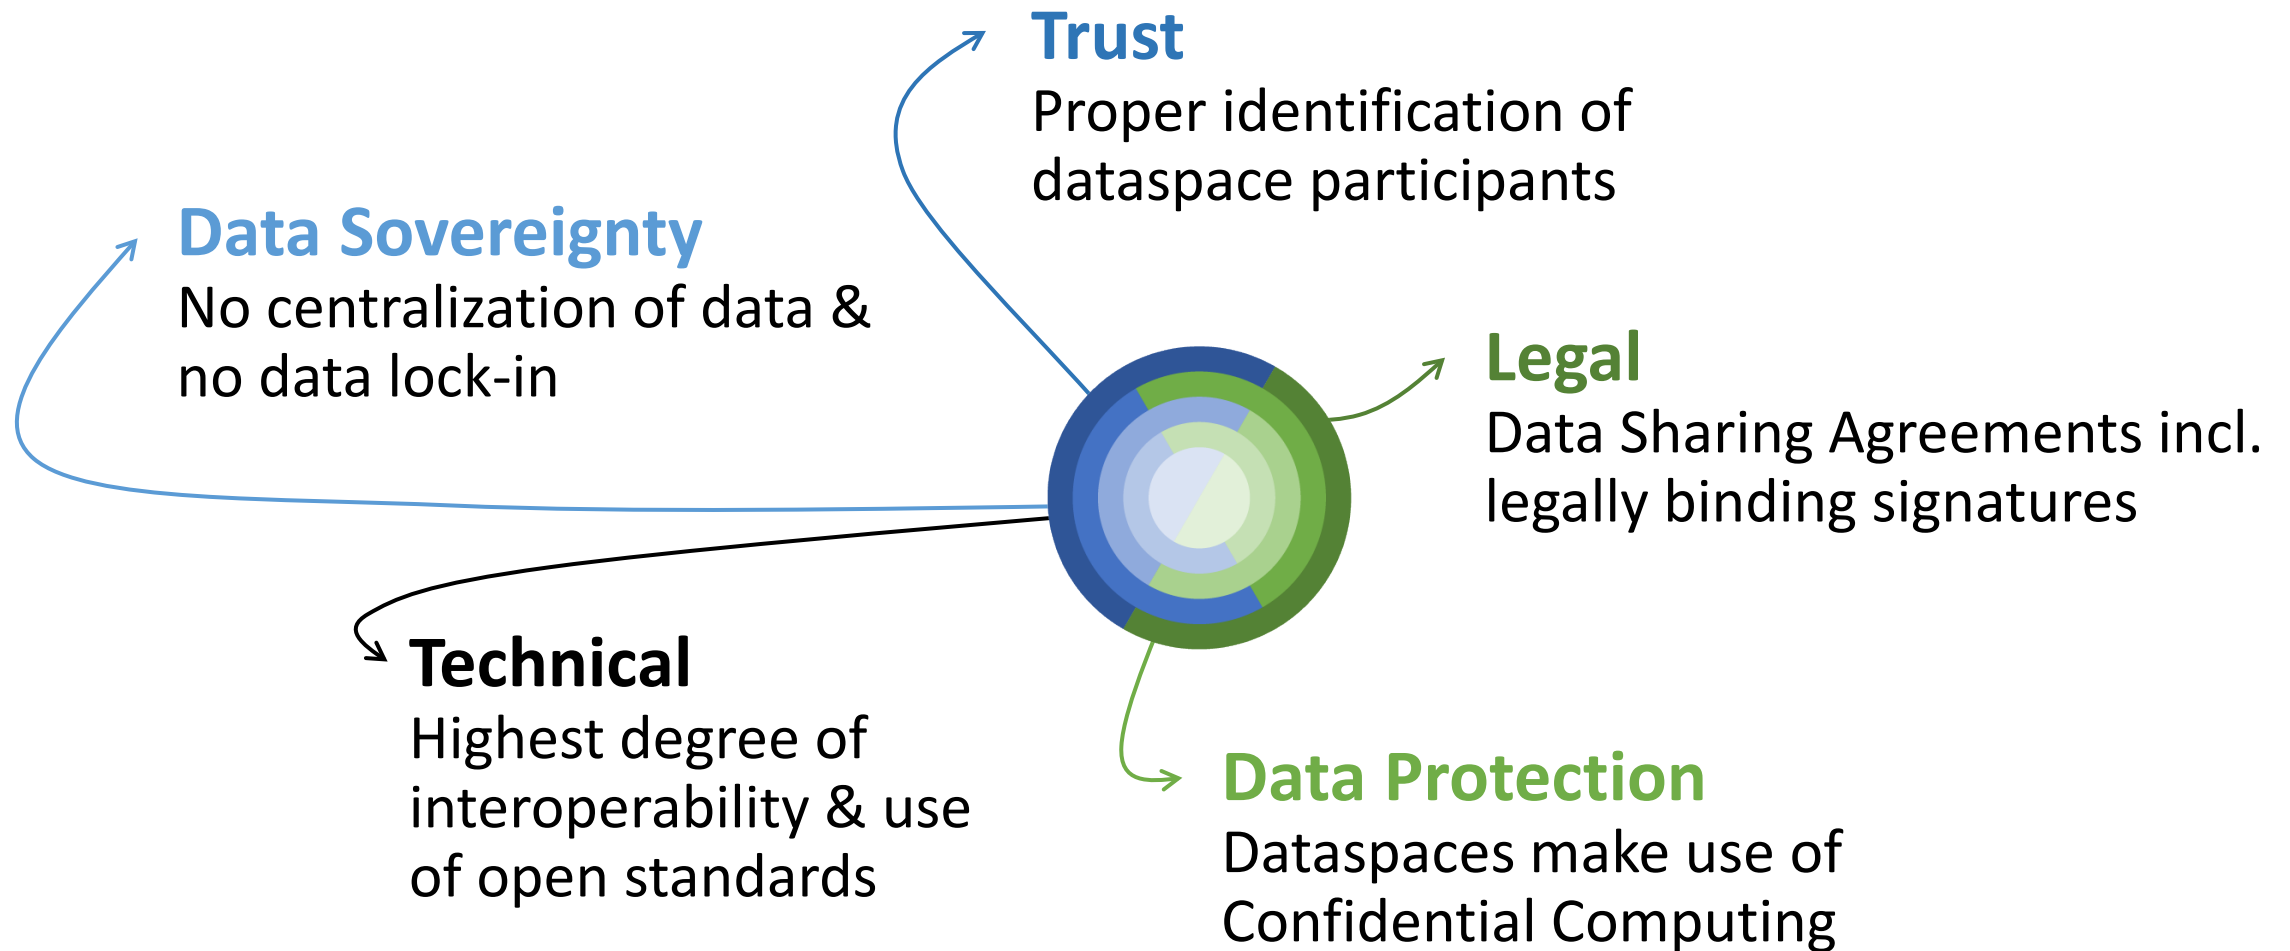 Trust
Proper identification of
dataspace participants
Data Sovereignty
No centralization of data &
no data lock-in
Legal
Data Sharing Agreements incl.
legally binding signatures
Technical
Highest degree of
interoperability & use
of open standards
Data Protection
Dataspaces make use of
Confidential Computing